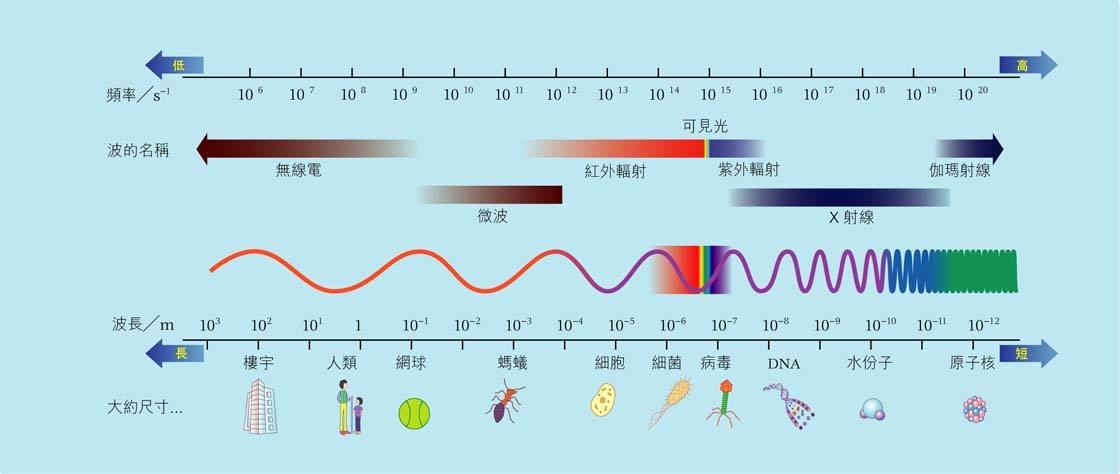 低 高
頻率／s⁻¹ 10⁶ 10⁷ 10⁸ 10⁹ 10¹⁰ 10¹¹ 10¹² 10¹³ 10¹⁴ 10¹⁵ 10¹⁶ 10¹⁷ 10¹⁸ 10¹⁹ 10²⁰
可見光
波的名稱
無線電 紅外輻射 紫外輻射 伽瑪射線
微波 X 射線
波長／m 10³ 10² 10¹ 1 10⁻¹ 10⁻² 10⁻³ 10⁻⁴ 10⁻⁵ 10⁻⁶ 10⁻⁷ 10⁻⁸ 10⁻⁹ 10⁻¹⁰ 10⁻¹¹ 10⁻¹²
長 短
樓宇 人類 網球 螞蟻 細胞 細菌 病毒 DNA 水份子 原子核
大約尺寸...